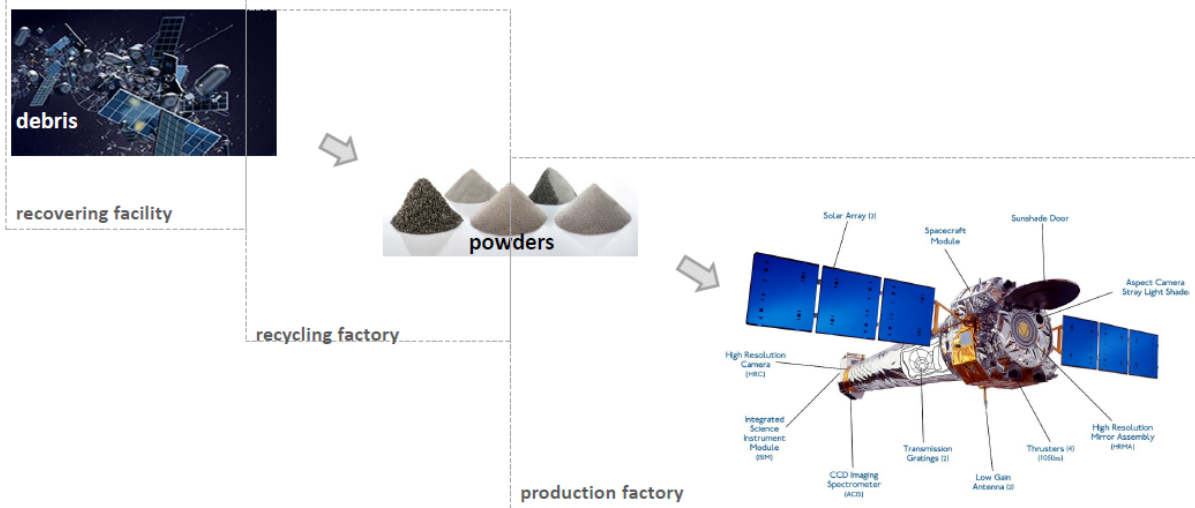 debris
recovering facility
powders
recycling factory
Solar Array (2)
Spacecraft
Module
Sunshade Door
Aspect Camera
Stray Light Shade
High Resolution
Camera
(HRC)
Integrated
Science
Instrument
Module
(ISIM)
Transmission
Gratings (2)
CCD Imaging
Spectrometer
(ACIS)
Low Gain
Antenna (2)
Thrusters (4)
(105lbs)
High Resolution
Mirror Assembly
(HRMA)
production factory